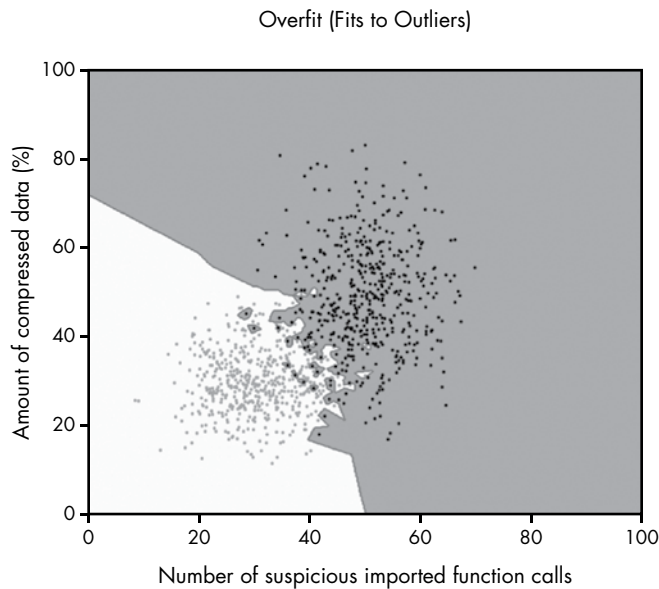 Overfit (Fits to Outliers)
100
80
60
40
20
0
Amount of compressed data (%)
0 20 40 60 80 100
Number of suspicious imported function calls